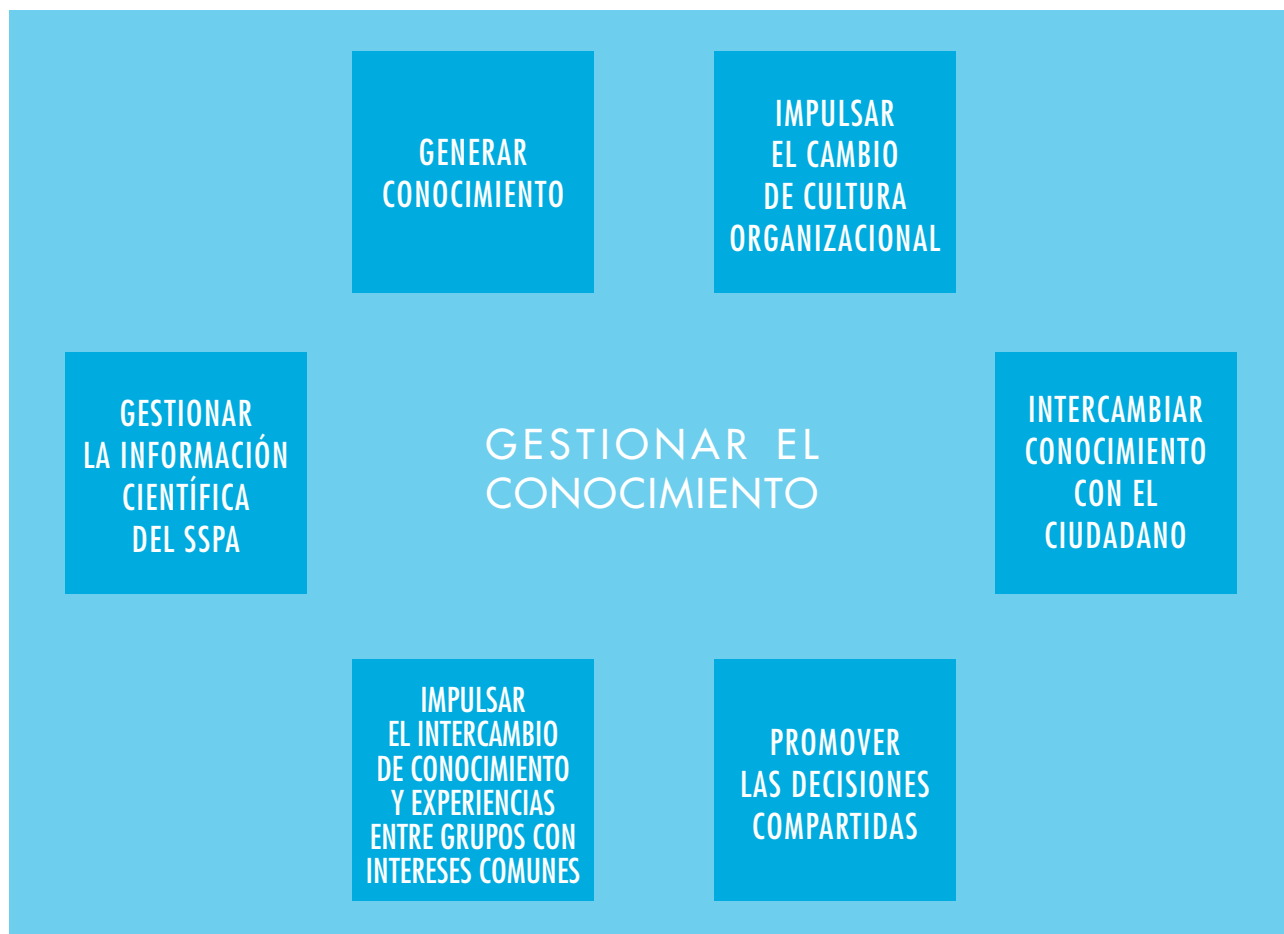 GENERAR
CONOCIMIENTO
IMPULSAR
EL CAMBIO
DE CULTURA
ORGANIZACIONAL
GESTIONAR
LA INFORMACIÓN
CIENTÍFICA
DEL SSPA
GESTIONAR EL
CONOCIMIENTO
INTERCAMBIAR
CONOCIMIENTO
CON EL
CIUDADANO
IMPULSAR
EL INTERCAMBIO
DE CONOCIMIENTO
Y EXPERIENCIAS
ENTRE GRUPOS CON
INTERESES COMUNES
PROMOVER
LAS DECISIONES
COMPARTIDAS